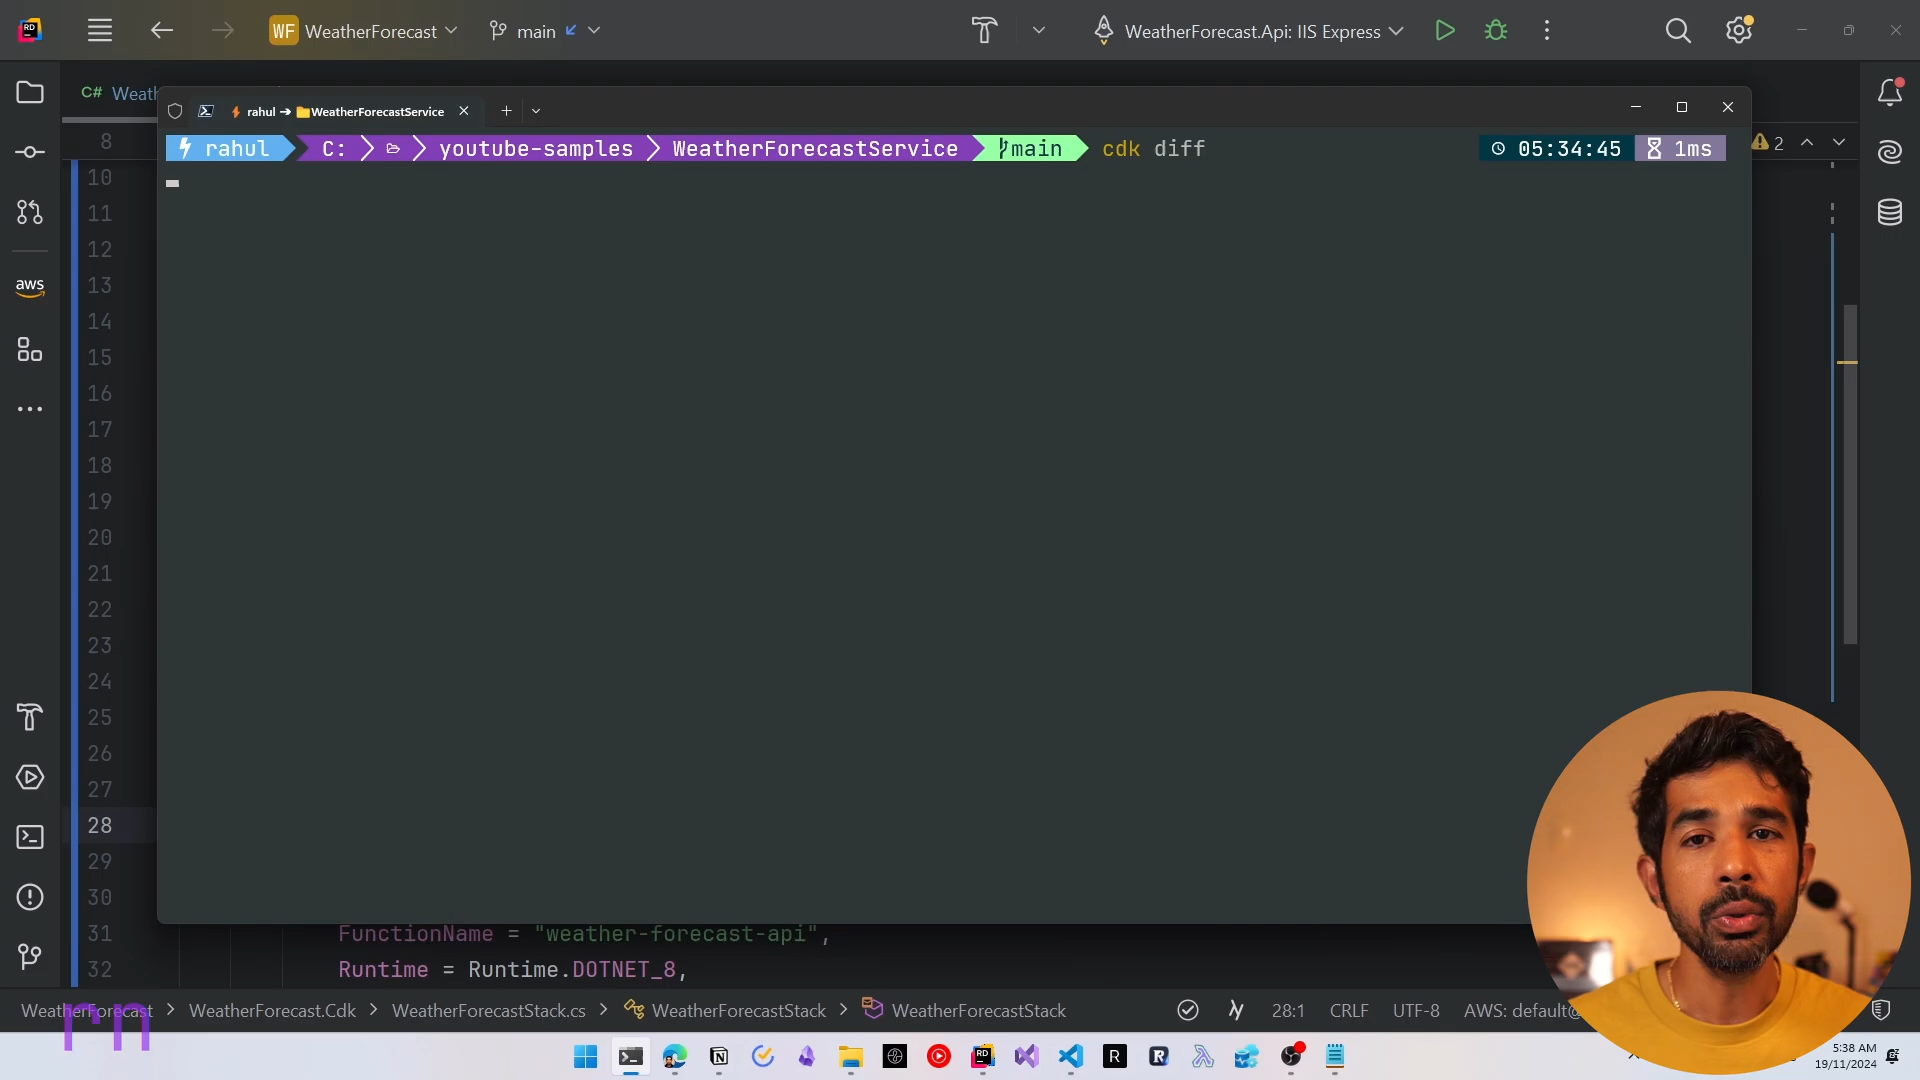 WF WeatherForecast main WeatherForecast.Api: IIS Express
C# Weath
rahul → WeatherForecastService
rahul C: youtube-samples WeatherForecastService main cdk diff 05:34:45 1ms
2
8
10
11
12
13
aws
14
15
16
17
18
19
20
21
22
23
24
25
26
27
28
29
30
31 FunctionName = "weather-forecast-api",
32 Runtime = Runtime.DOTNET_8,
WeatherForecast WeatherForecast.Cdk WeatherForecastStack.cs WeatherForecastStack WeatherForecastStack 28:1 CRLF UTF-8 AWS: default@
rn
5:38 AM
19/11/2024